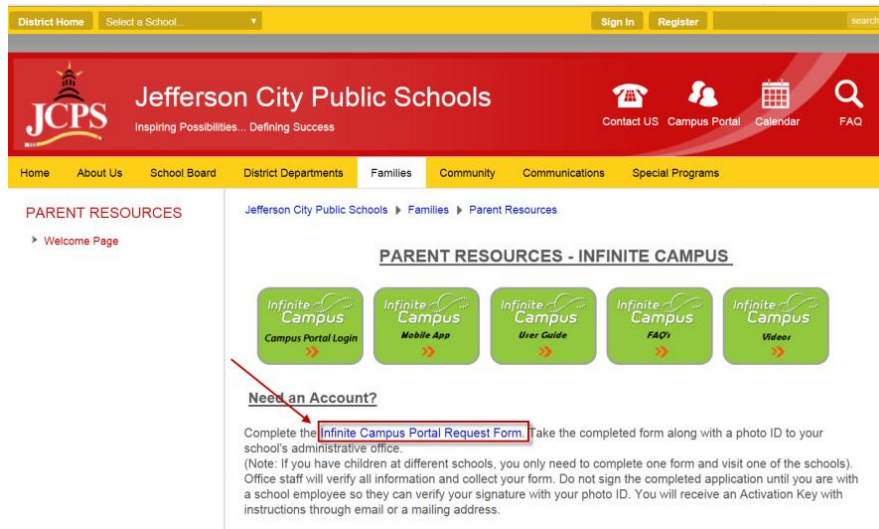 District Home Select a School... Sign In Register search
JCPS Jefferson City Public Schools
Inspiring Possibilities... Defining Success
Contact US Campus Portal Calendar FAQ
Home About Us School Board District Departments Families Community Communications Special Programs
PARENT RESOURCES
Welcome Page
Jefferson City Public Schools Families Parent Resources
PARENT RESOURCES - INFINITE CAMPUS
Infinite Campus Campus Portal Login
Infinite Campus Mobile App
Infinite Campus User Guide
Infinite Campus FAQ's
Infinite Campus Videos
Need an Account?
Complete the Infinite Campus Portal Request Form. Take the completed form along with a photo ID to your
school's administrative office.
(Note: If you have children at different schools, you only need to complete one form and visit one of the schools).
Office staff will verify all information and collect your form. Do not sign the completed application until you are with
a school employee so they can verify your signature with your photo ID. You will receive an Activation Key with
instructions through email or a mailing address.